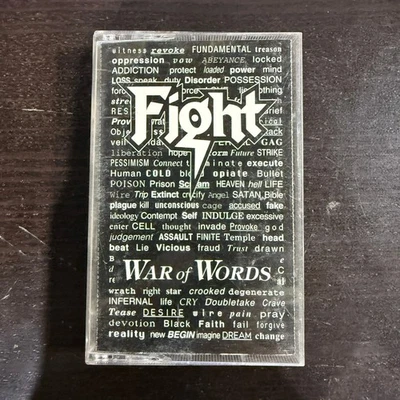 witness revoke FUNDAMENTAL treason
oppression vow ABEYANCE locked
ADDICTION protect loaded power mind
LOSS speak duty Disorder POSSESSION
Fight
GAG
liberation Future STRIKE
PESSIMISM Connect execute
Human COLD opiate Bullet
POISON Prison Scream HEAVEN hell LIFE
Wire Trip Extinct crucify Angel SATAN Bible
plague kill unconscious cage accused fake
ideology Contempt Self INDULGE excessive
enter CELL thought invade Provoke god
judgement ASSAULT FINITE Temple head
beat Lie Vicious fraud Trust drawn
WAR of WORDS
wrath right star crooked degenerate
INFERNAL life CRY Doubletake Crave
Tease DESIRE wire pain pray
devotion Black Faith fail forgive
reality new BEGIN imagine DREAM change